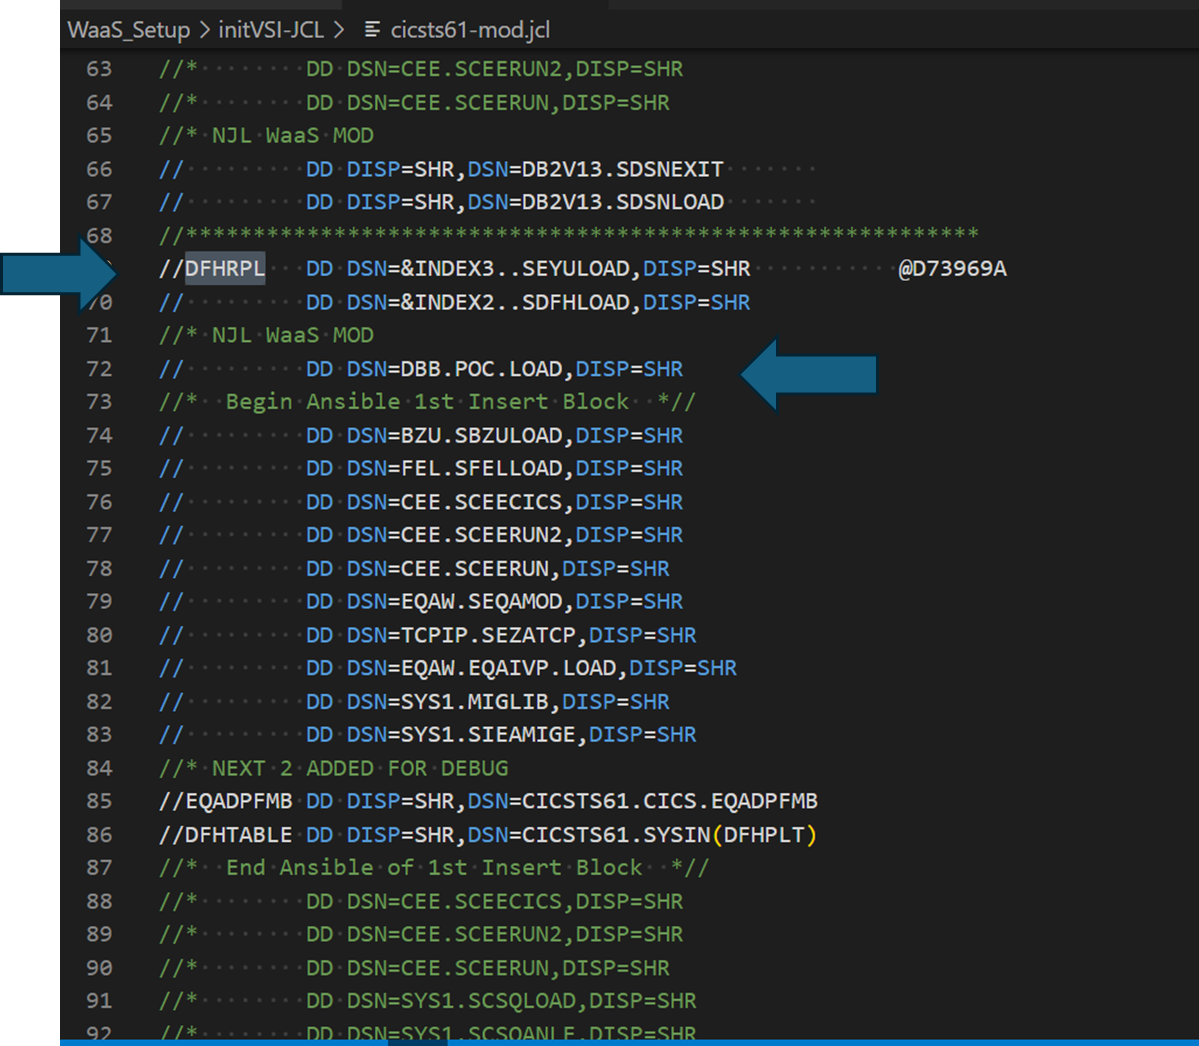 WaaS_Setup > initVSI-JCL > cicsts61-mod.jcl
63 //* DD DSN=CEE.SCEERUN2,DISP=SHR
64 //* DD DSN=CEE.SCEERUN,DISP=SHR
65 //* NJL WaaS MOD
66 // DD DISP=SHR,DSN=DB2V13.SDSNEXIT
67 // DD DISP=SHR,DSN=DB2V13.SDSNLOAD
68 //***********************************************************
//DFHRPL DD DSN=&INDEX3..SEYULOAD,DISP=SHR @D73969A
70 // DD DSN=&INDEX2..SDFHLOAD,DISP=SHR
71 //* NJL WaaS MOD
72 // DD DSN=DBB.POC.LOAD,DISP=SHR
73 //* Begin Ansible 1st Insert Block *//
74 // DD DSN=BZU.SBZULOAD,DISP=SHR
75 // DD DSN=FEL.SFELLOAD,DISP=SHR
76 // DD DSN=CEE.SCEECICS,DISP=SHR
77 // DD DSN=CEE.SCEERUN2,DISP=SHR
78 // DD DSN=CEE.SCEERUN,DISP=SHR
79 // DD DSN=EQAW.SEQAMOD,DISP=SHR
80 // DD DSN=TCPIP.SEZATCP,DISP=SHR
81 // DD DSN=EQAW.EQAIVP.LOAD,DISP=SHR
82 // DD DSN=SYS1.MIGLIB,DISP=SHR
83 // DD DSN=SYS1.SIEAMIGE,DISP=SHR
84 //* NEXT 2 ADDED FOR DEBUG
85 //EQADPFMB DD DISP=SHR,DSN=CICSTS61.CICS.EQADPFMB
86 //DFHTABLE DD DISP=SHR,DSN=CICSTS61.SYSIN(DFHPLT)
87 //* End Ansible of 1st Insert Block *//
88 //* DD DSN=CEE.SCEECICS,DISP=SHR
89 //* DD DSN=CEE.SCEERUN2,DISP=SHR
90 //* DD DSN=CEE.SCEERUN,DISP=SHR
91 //* DD DSN=SYS1.SCSQLOAD,DISP=SHR
92 //* DD DSN=SYS1.SCSQANLE,DISP=SHR